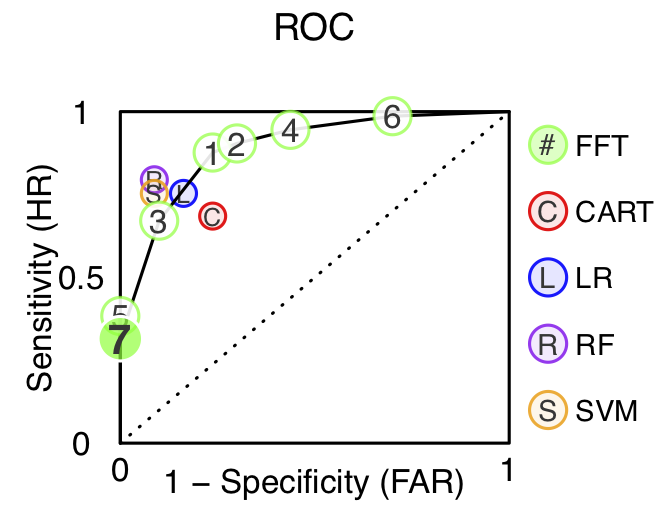 ROC
1
0.5
0
Sensitivity (HR)
0
1 − Specificity (FAR)
1
1
2
4
6
R
S
L
C
3
5
7
# FFT
C CART
L LR
R RF
S SVM